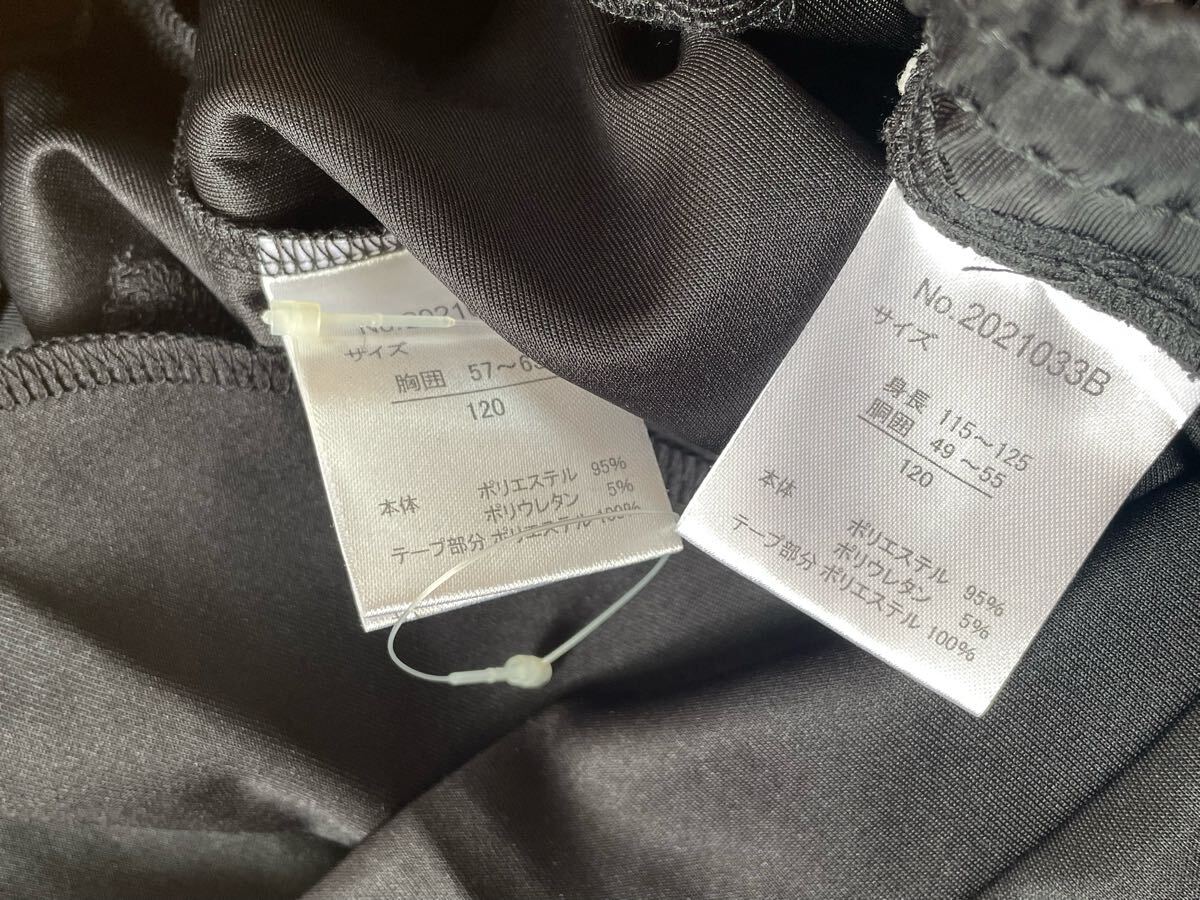 サイズ
胸囲 57～
120
本体 ポリエステル 95%
ポリウレタン 5%
テープ部分 ポリエステル 100%
No.2021033B
サイズ
身長 115～125
胴囲 49～55
120
本体
ポリエステル 95%
ポリウレタン 5%
テープ部分 ポリエステル 100%